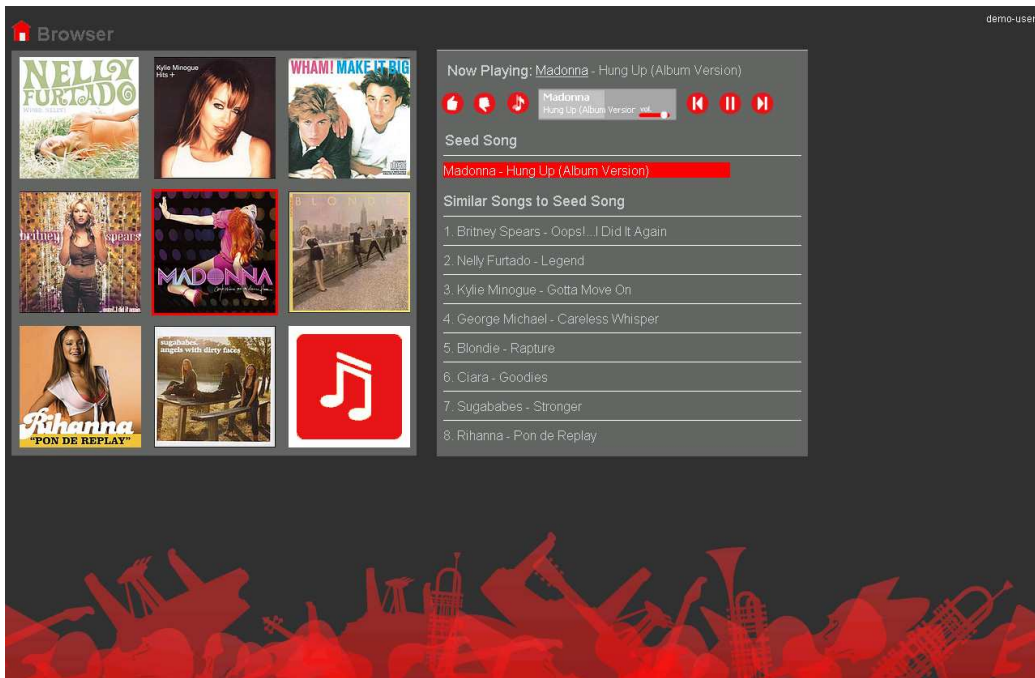 demo-user
Browser
NELLY
FURTADO
Kylie Minogue
Hits +
WHAM! MAKE IT BIG
britney spears
MADONNA
BLONDIE
Rihanna
"PON DE REPLAY"
sugababes.
angels with dirty faces
Now Playing: Madonna - Hung Up (Album Version)
Madonna
Hung Up (Album Version vol.
Seed Song
Madonna - Hung Up (Album Version)
Similar Songs to Seed Song
1. Britney Spears - Oops!...I Did It Again
2. Nelly Furtado - Legend
3. Kylie Minogue - Gotta Move On
4. George Michael - Careless Whisper
5. Blondie - Rapture
6. Ciara - Goodies
7. Sugababes - Stronger
8. Rihanna - Pon de Replay